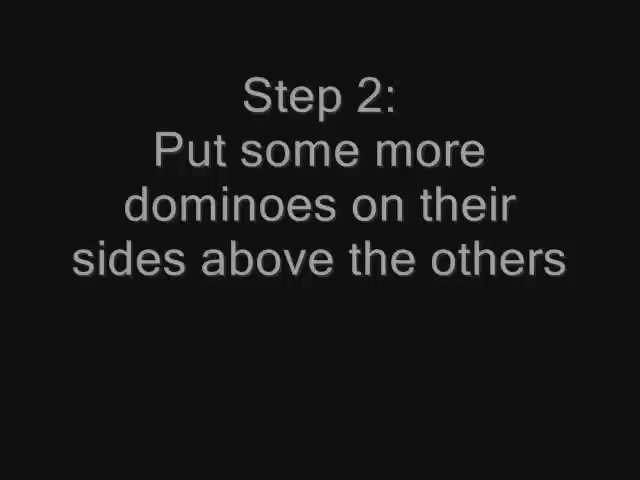 Step 2:
Put some more
dominoes on their
sides above the others